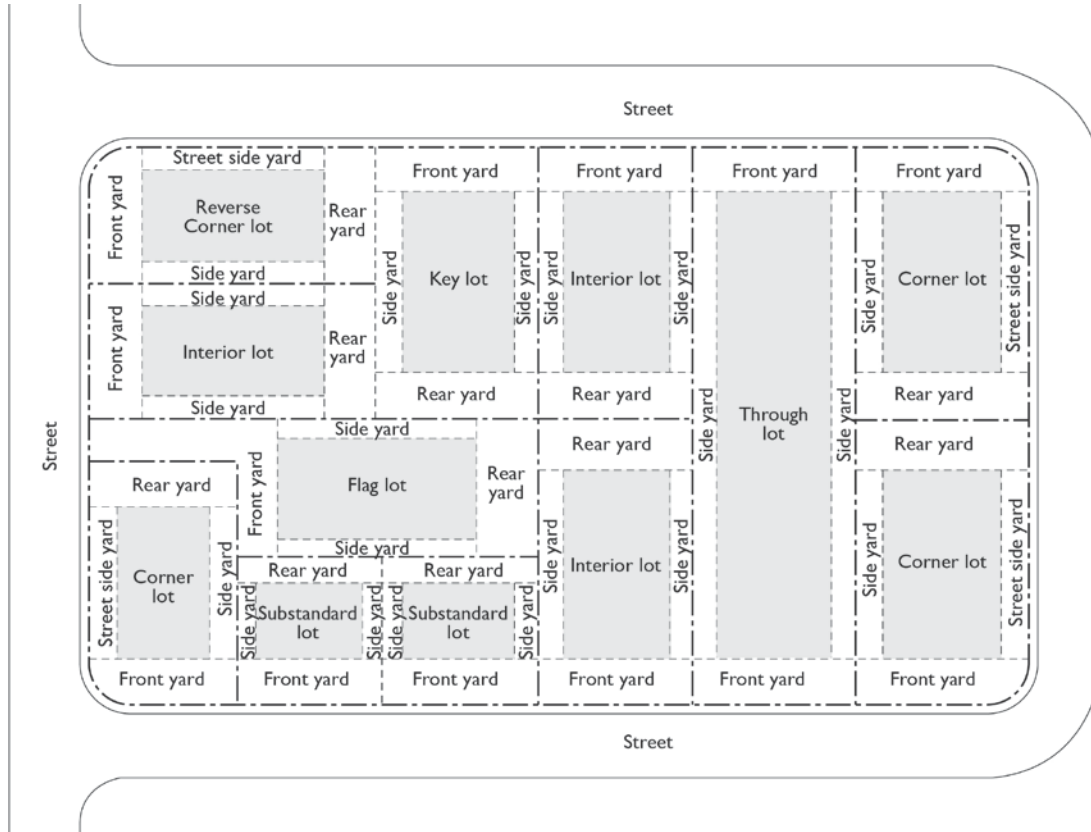 Street
Street side yard
Front yard
Reverse
Corner lot
Rear
yard
Side yard
Front yard
Side yard
Key lot
Side yard
Rear yard
Front yard
Side yard
Interior lot
Side yard
Rear yard
Front yard
Side yard
Through
lot
Side yard
Front yard
Side yard
Corner lot
Street side yard
Rear yard
Side yard
Front yard
Interior lot
Rear
yard
Side yard
Street
Rear yard
Street side yard
Corner
lot
Side yard
Front yard
Side yard
Front yard
Flag lot
Rear
yard
Side yard
Rear yard
Side yard
Substandard
lot
Side yard
Front yard
Rear yard
Side yard
Substandard
lot
Side yard
Front yard
Rear yard
Side yard
Interior lot
Side yard
Front yard
Front yard
Rear yard
Side yard
Corner lot
Street side yard
Front yard
Street